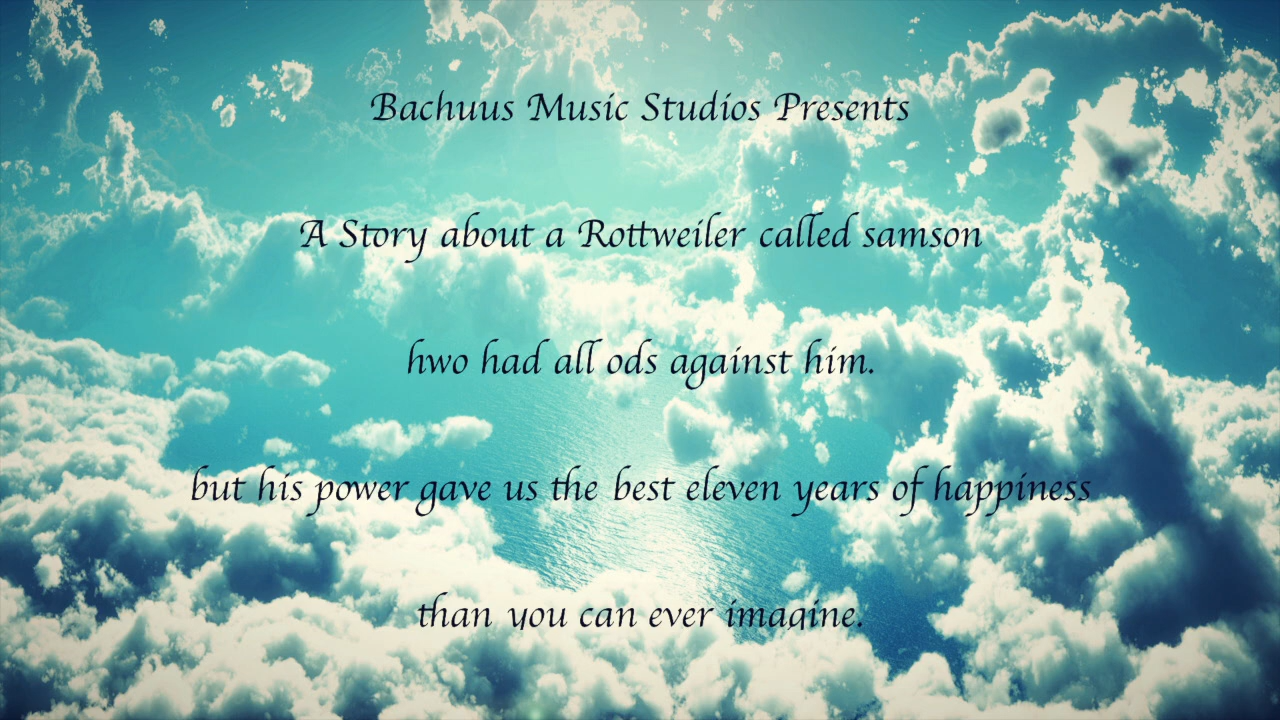 Bachuus Music Studios Presents
A Story about a Rottweiler called samson
hwo had all ods against him.
but his power gave us the best eleven years of happiness
than you can ever imagine.